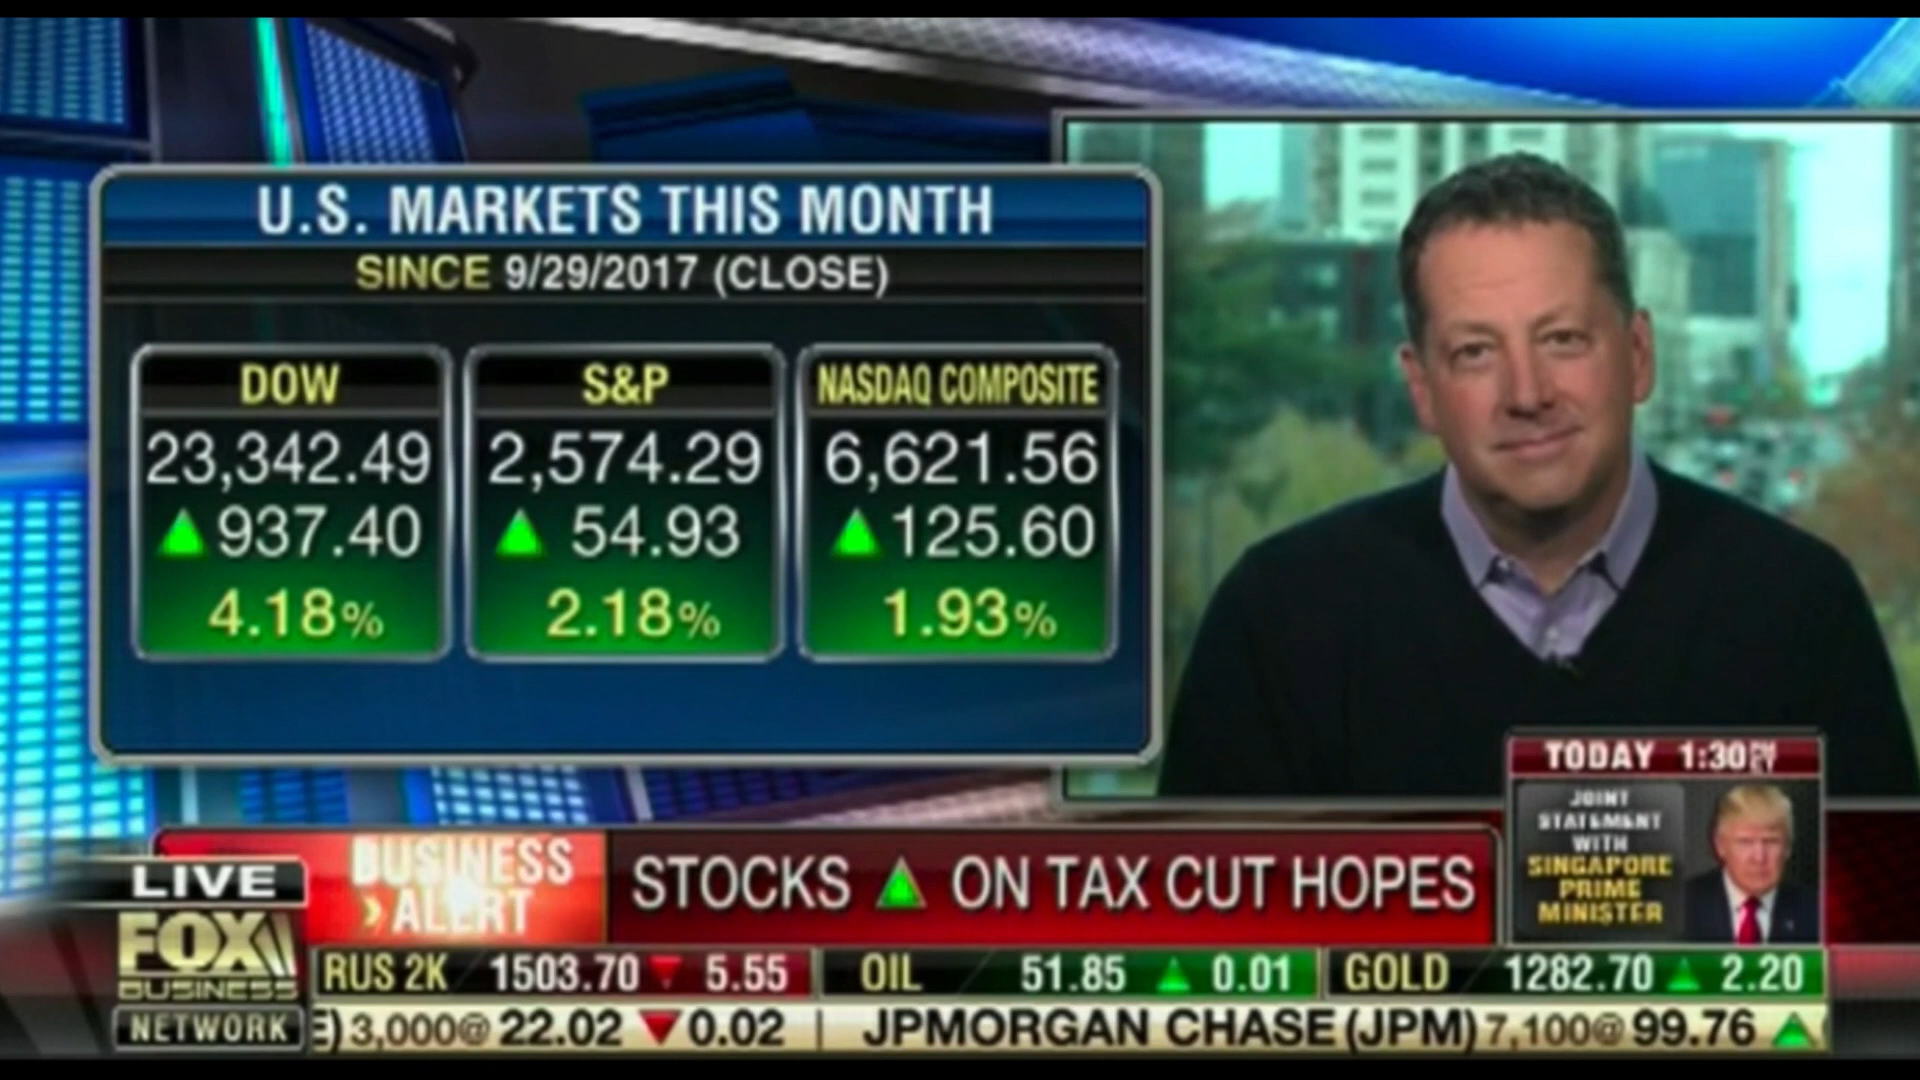 U.S. MARKETS THIS MONTH
SINCE 9/29/2017 (CLOSE)
DOW
23,342.49
▲937.40
4.18%
S&P
2,574.29
▲ 54.93
2.18%
NASDAQ COMPOSITE
6,621.56
▲125.60
1.93%
TODAY 1:30PM ET
JOINT
STATEMENT
WITH
SINGAPORE
PRIME
MINISTER
BUSINESS
›ALERT
STOCKS ▲ ON TAX CUT HOPES
LIVE
FOX
BUSINESS
NETWORK
RUS 2K 1503.70 ▼ 5.55
OIL 51.85 ▲ 0.01
GOLD 1282.70 ▲ 2.20
E) 3,000@ 22.02 ▼0.02 | JPMORGAN CHASE (JPM) 7,100@ 99.76 ▲